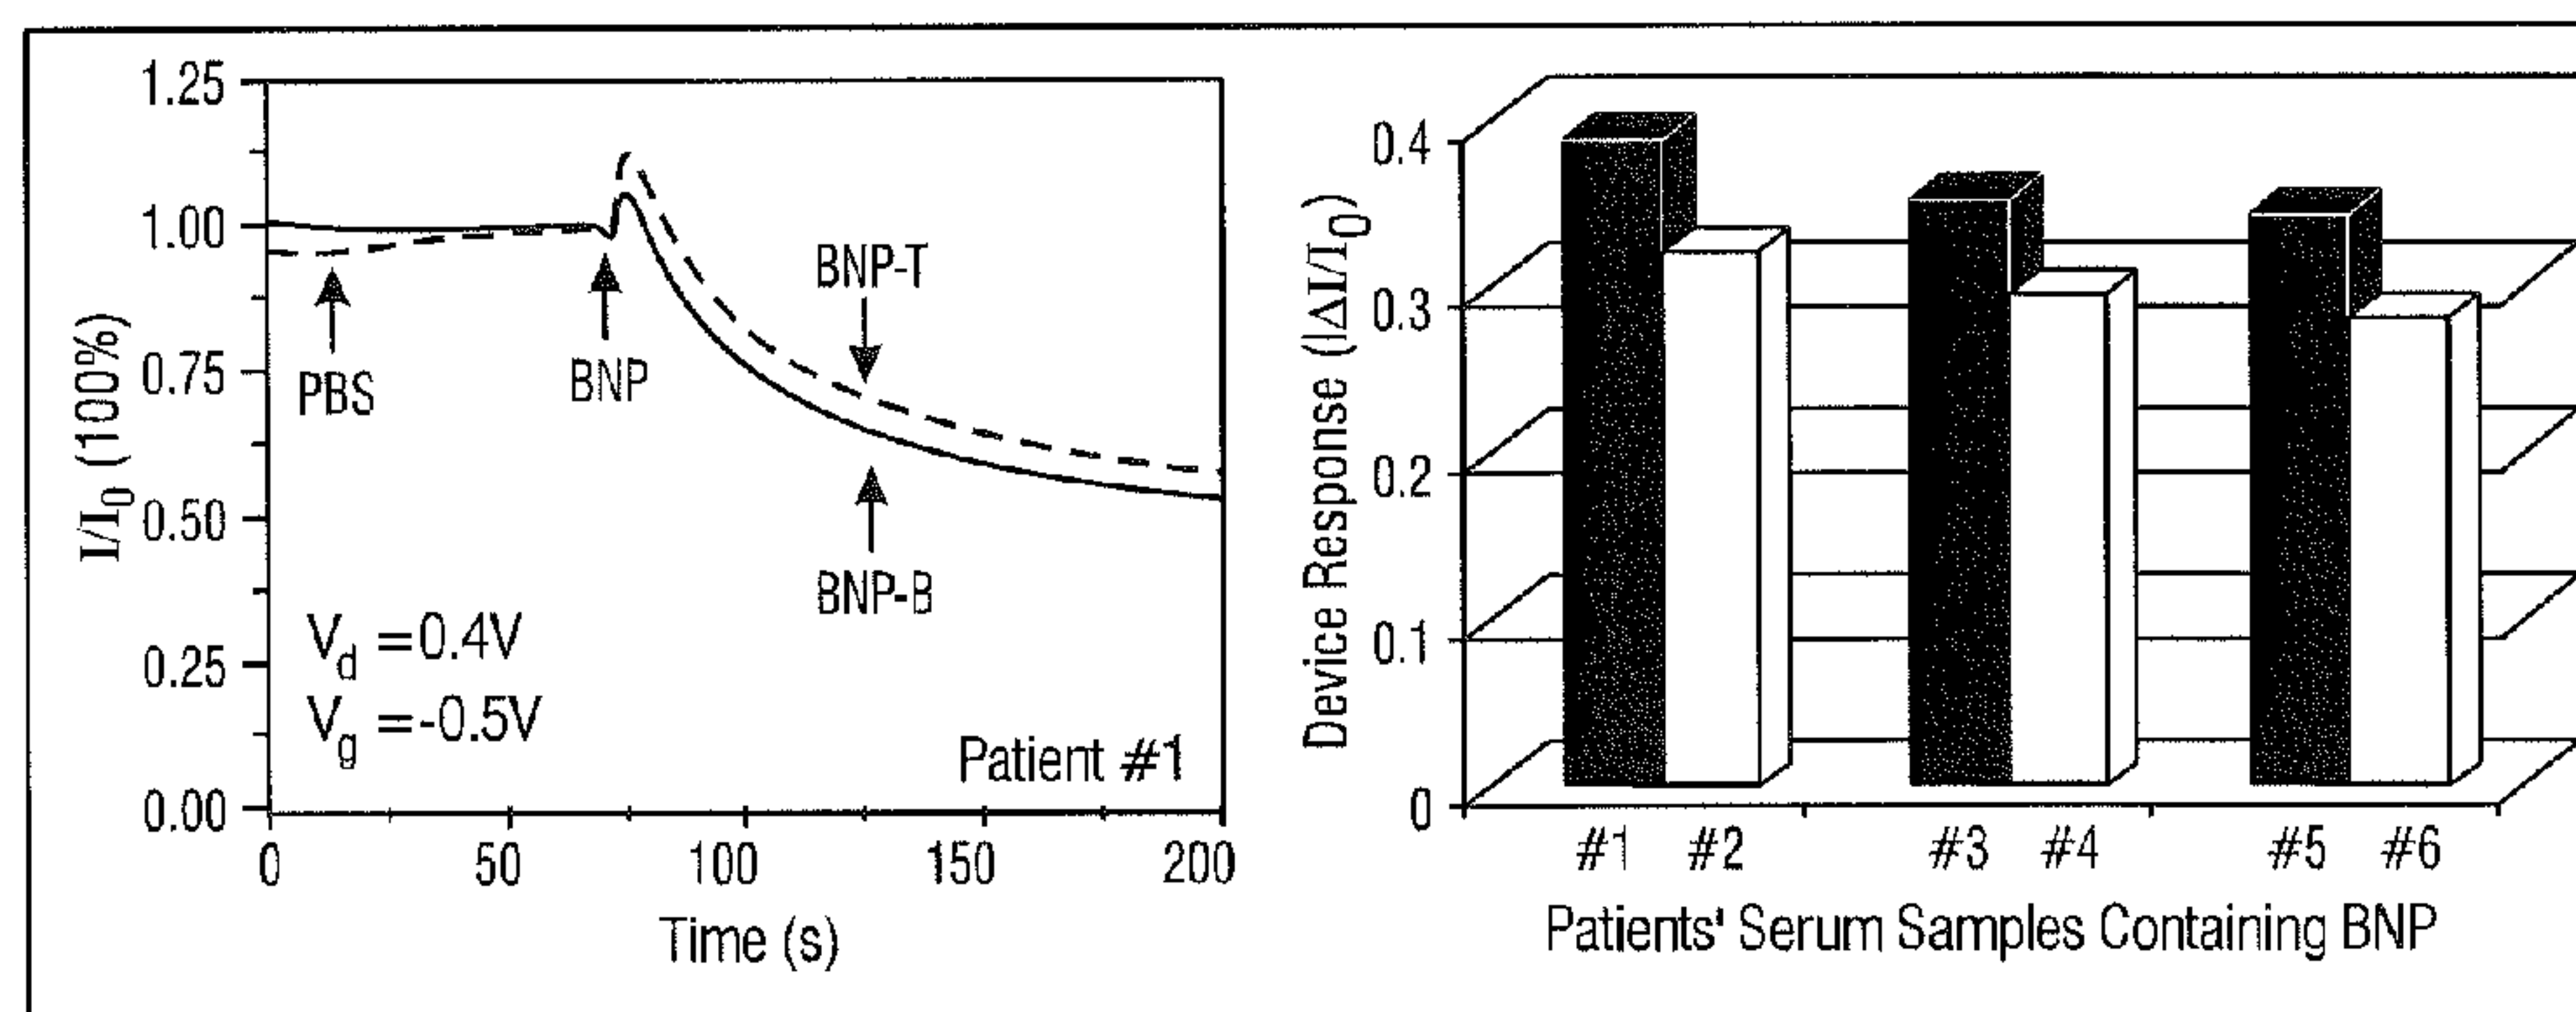 1.25
1.00
0.75
0.50
0.25
0.00
I/I0 (100%)
PBS
BNP
BNP-T
BNP-B
Vd =0.4V
Vg =-0.5V
Patient #1
0 50 100 150 200
Time (s)
0.4
0.3
0.2
0.1
0
Device Response (|ΔI/I0)
#1 #2 #3 #4 #5 #6
Patients' Serum Samples Containing BNP